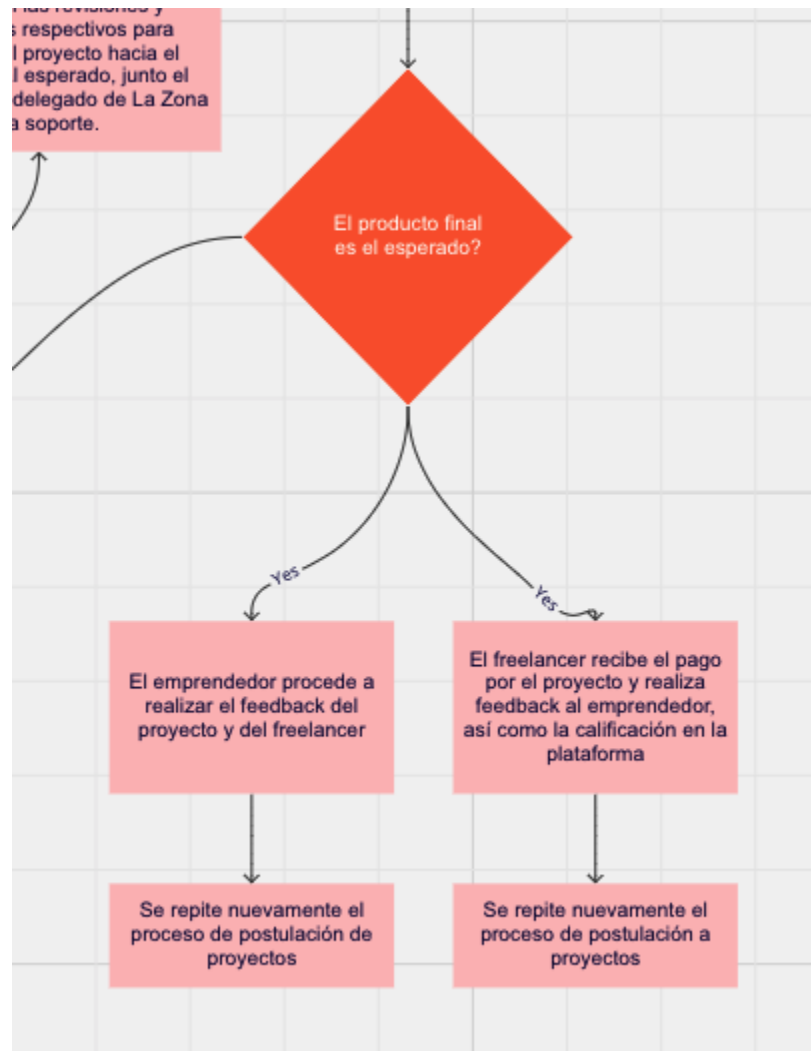 respectivos para
proyecto hacia el
esperado, junto el
delegado de La Zona
soporte.
El producto final
es el esperado?
Yes
Yes
El emprendedor procede a
realizar el feedback del
proyecto y del freelancer
El freelancer recibe el pago
por el proyecto y realiza
feedback al emprendedor,
así como la calificación en la
plataforma
Se repite nuevamente el
proceso de postulación de
proyectos
Se repite nuevamente el
proceso de postulación a
proyectos